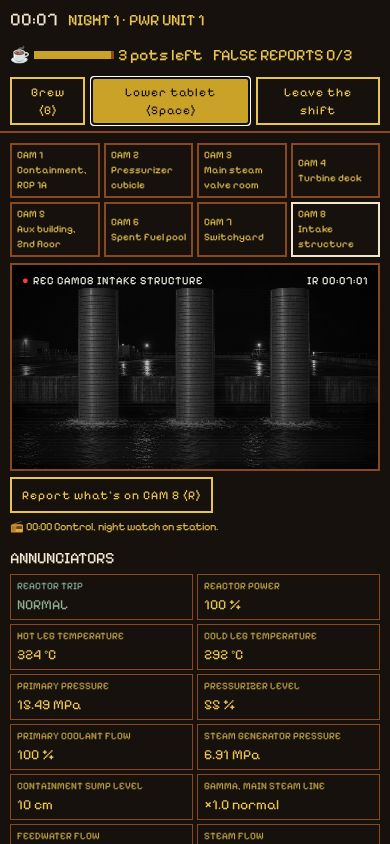 00:07 NIGHT 1 · PWR UNIT 1
3 pots left FALSE REPORTS 0/3
Brew (B)
Lower tablet (Space)
Leave the shift
CAM 1 Containment, RCP 1A
CAM 2 Pressurizer cubicle
CAM 3 Main steam valve room
CAM 4 Turbine deck
CAM 5 Aux building, 2nd floor
CAM 6 Spent fuel pool
CAM 7 Switchyard
CAM 8 Intake structure
REC CAM08 INTAKE STRUCTURE IR 00:07:01
Report what's on CAM 8 (R)
00:00 Control, night watch on station.
ANNUNCIATORS
REACTOR TRIP
NORMAL
REACTOR POWER
100 %
HOT LEG TEMPERATURE
324 °C
COLD LEG TEMPERATURE
292 °C
PRIMARY PRESSURE
15.49 MPa
PRESSURIZER LEVEL
55 %
PRIMARY COOLANT FLOW
100 %
STEAM GENERATOR PRESSURE
6.91 MPa
CONTAINMENT SUMP LEVEL
10 cm
GAMMA, MAIN STEAM LINE
×1.0 normal
FEEDWATER FLOW
STEAM FLOW